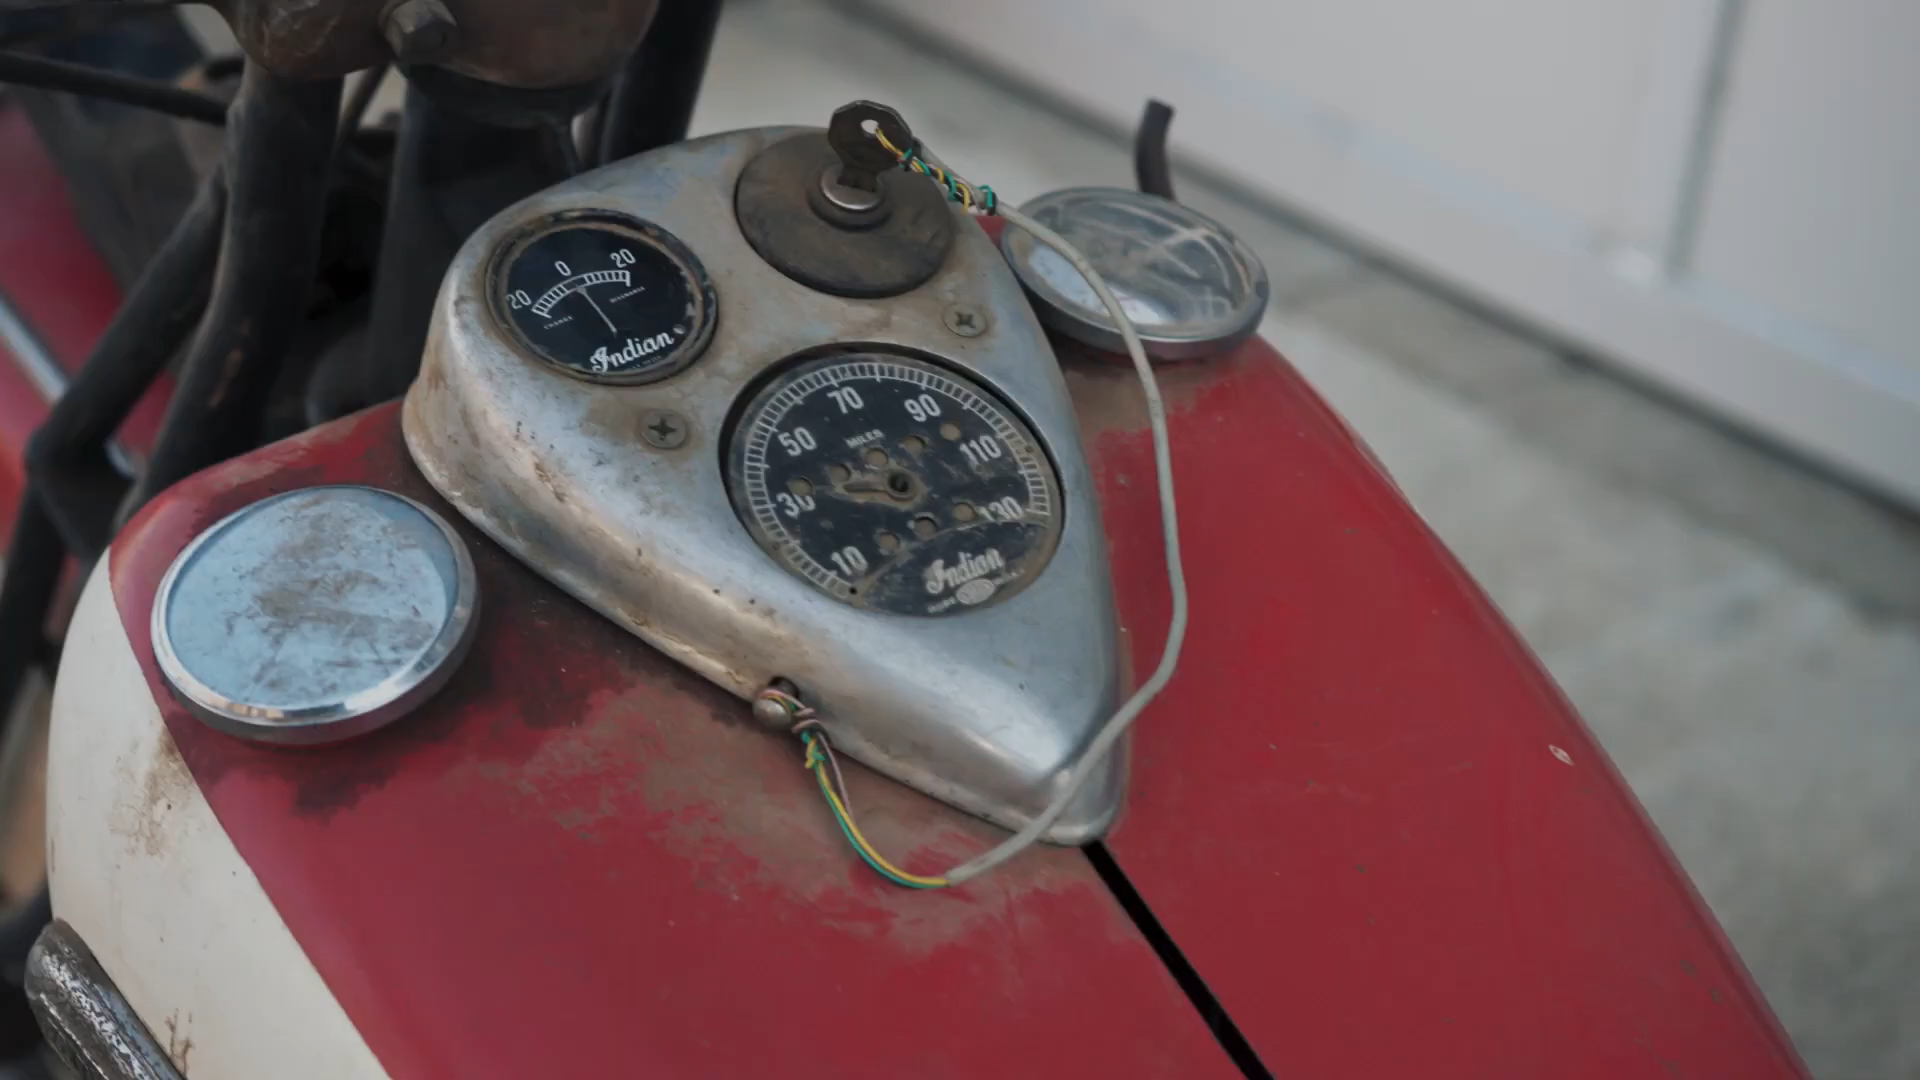 20 0 20
CHARGE DISCHARGE
Indian
70 90
50 MILES 110
30 130
10
Indian